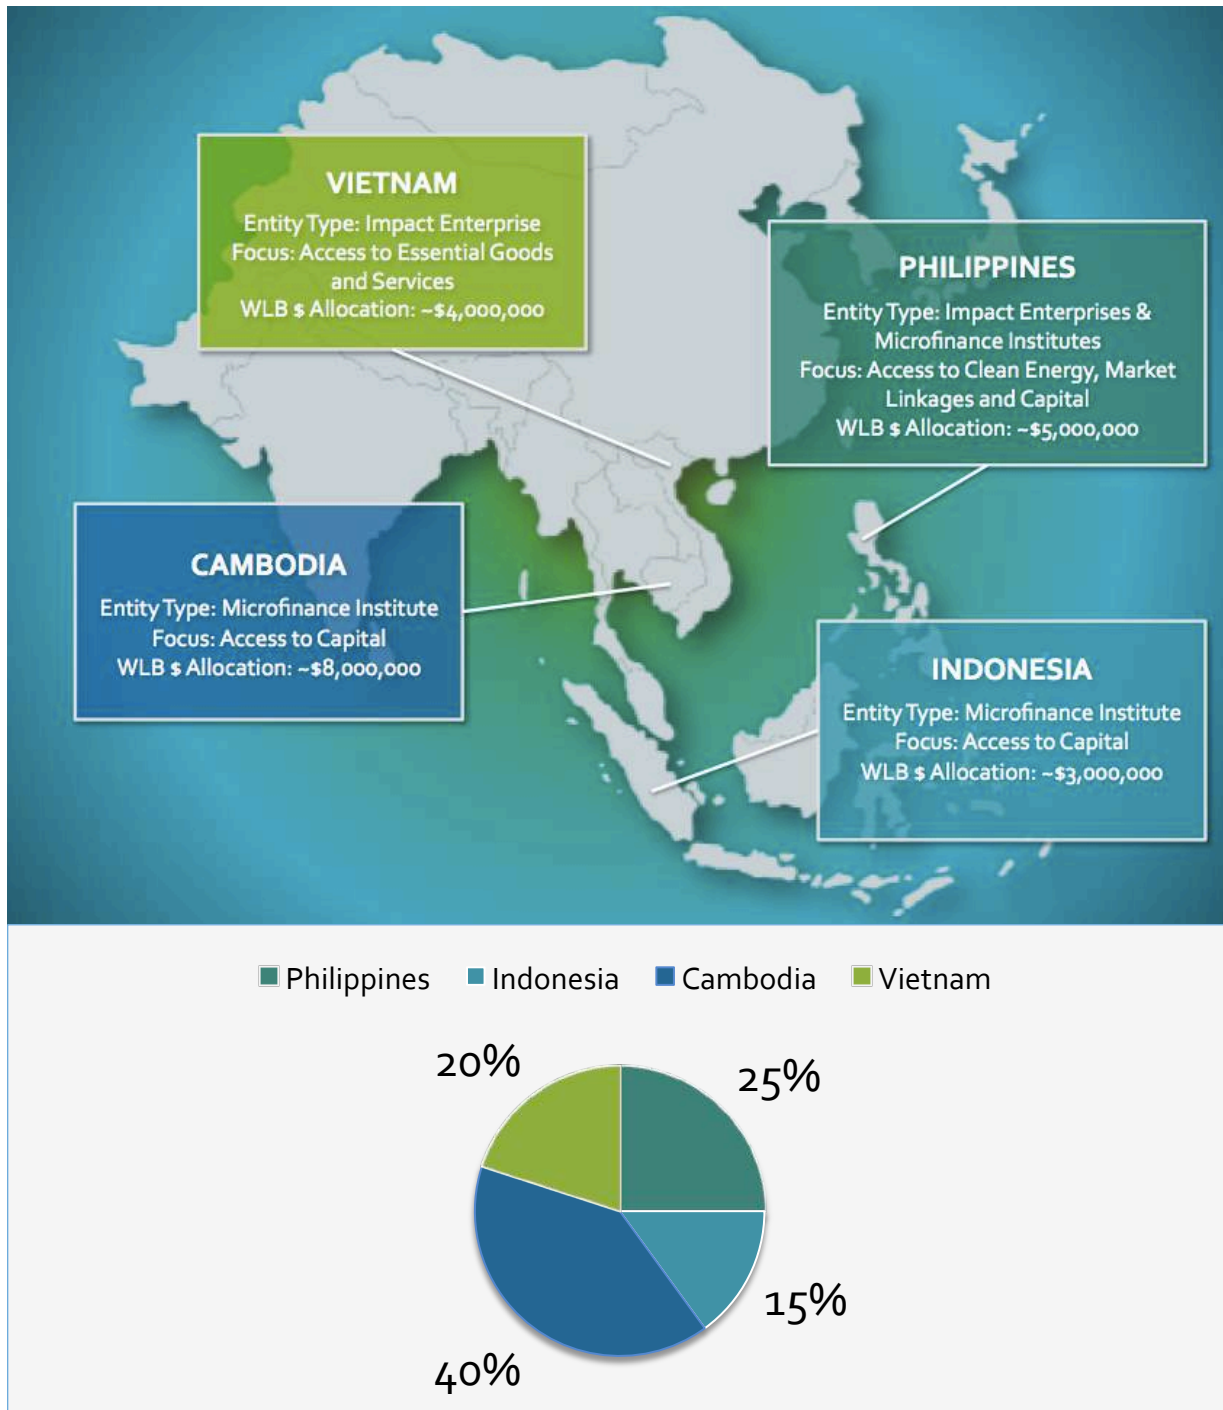 VIETNAM
Entity Type: Impact Enterprise
Focus: Access to Essential Goods
and Services
WLB $ Allocation: ~$4,000,000
PHILIPPINES
Entity Type: Impact Enterprises &
Microfinance Institutes
Focus: Access to Clean Energy, Market
Linkages and Capital
WLB $ Allocation: ~$5,000,000
CAMBODIA
Entity Type: Microfinance Institute
Focus: Access to Capital
WLB $ Allocation: ~$8,000,000
INDONESIA
Entity Type: Microfinance Institute
Focus: Access to Capital
WLB $ Allocation: ~$3,000,000
Philippines Indonesia Cambodia Vietnam
20%
25%
15%
40%